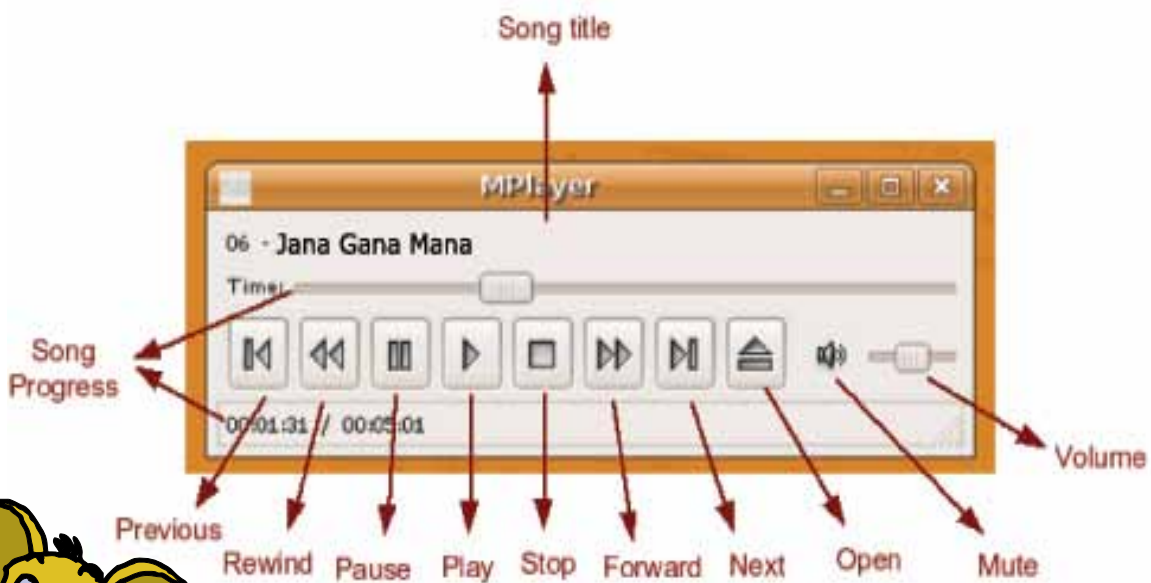 Song title
MPlayer
06 - Jana Gana Mana
Time:
Song
Progress
00:01:31 / 00:05:01
Volume
Previous
Rewind
Pause
Play
Stop
Forward
Next
Open
Mute